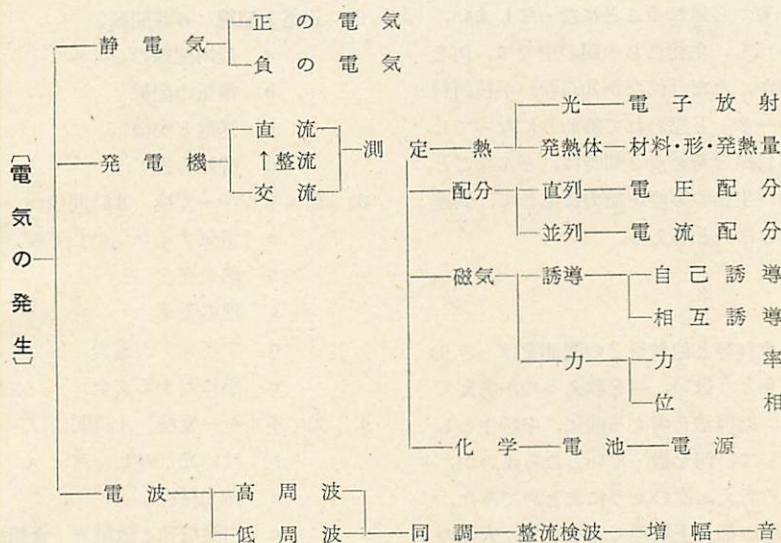 〔電気の発生〕
静電気 正の電気
負の電気
発電機 直流
↑整流
交流
測定 熱 光 電子放射
発熱体 材料・形・発熱量
配分 直列 電圧配分
並列 電流配分
磁気 誘導 自己誘導
相互誘導
力 力率
位相
化学 電池 電源
電波 高周波
低周波 同調 整流検波 増幅 音